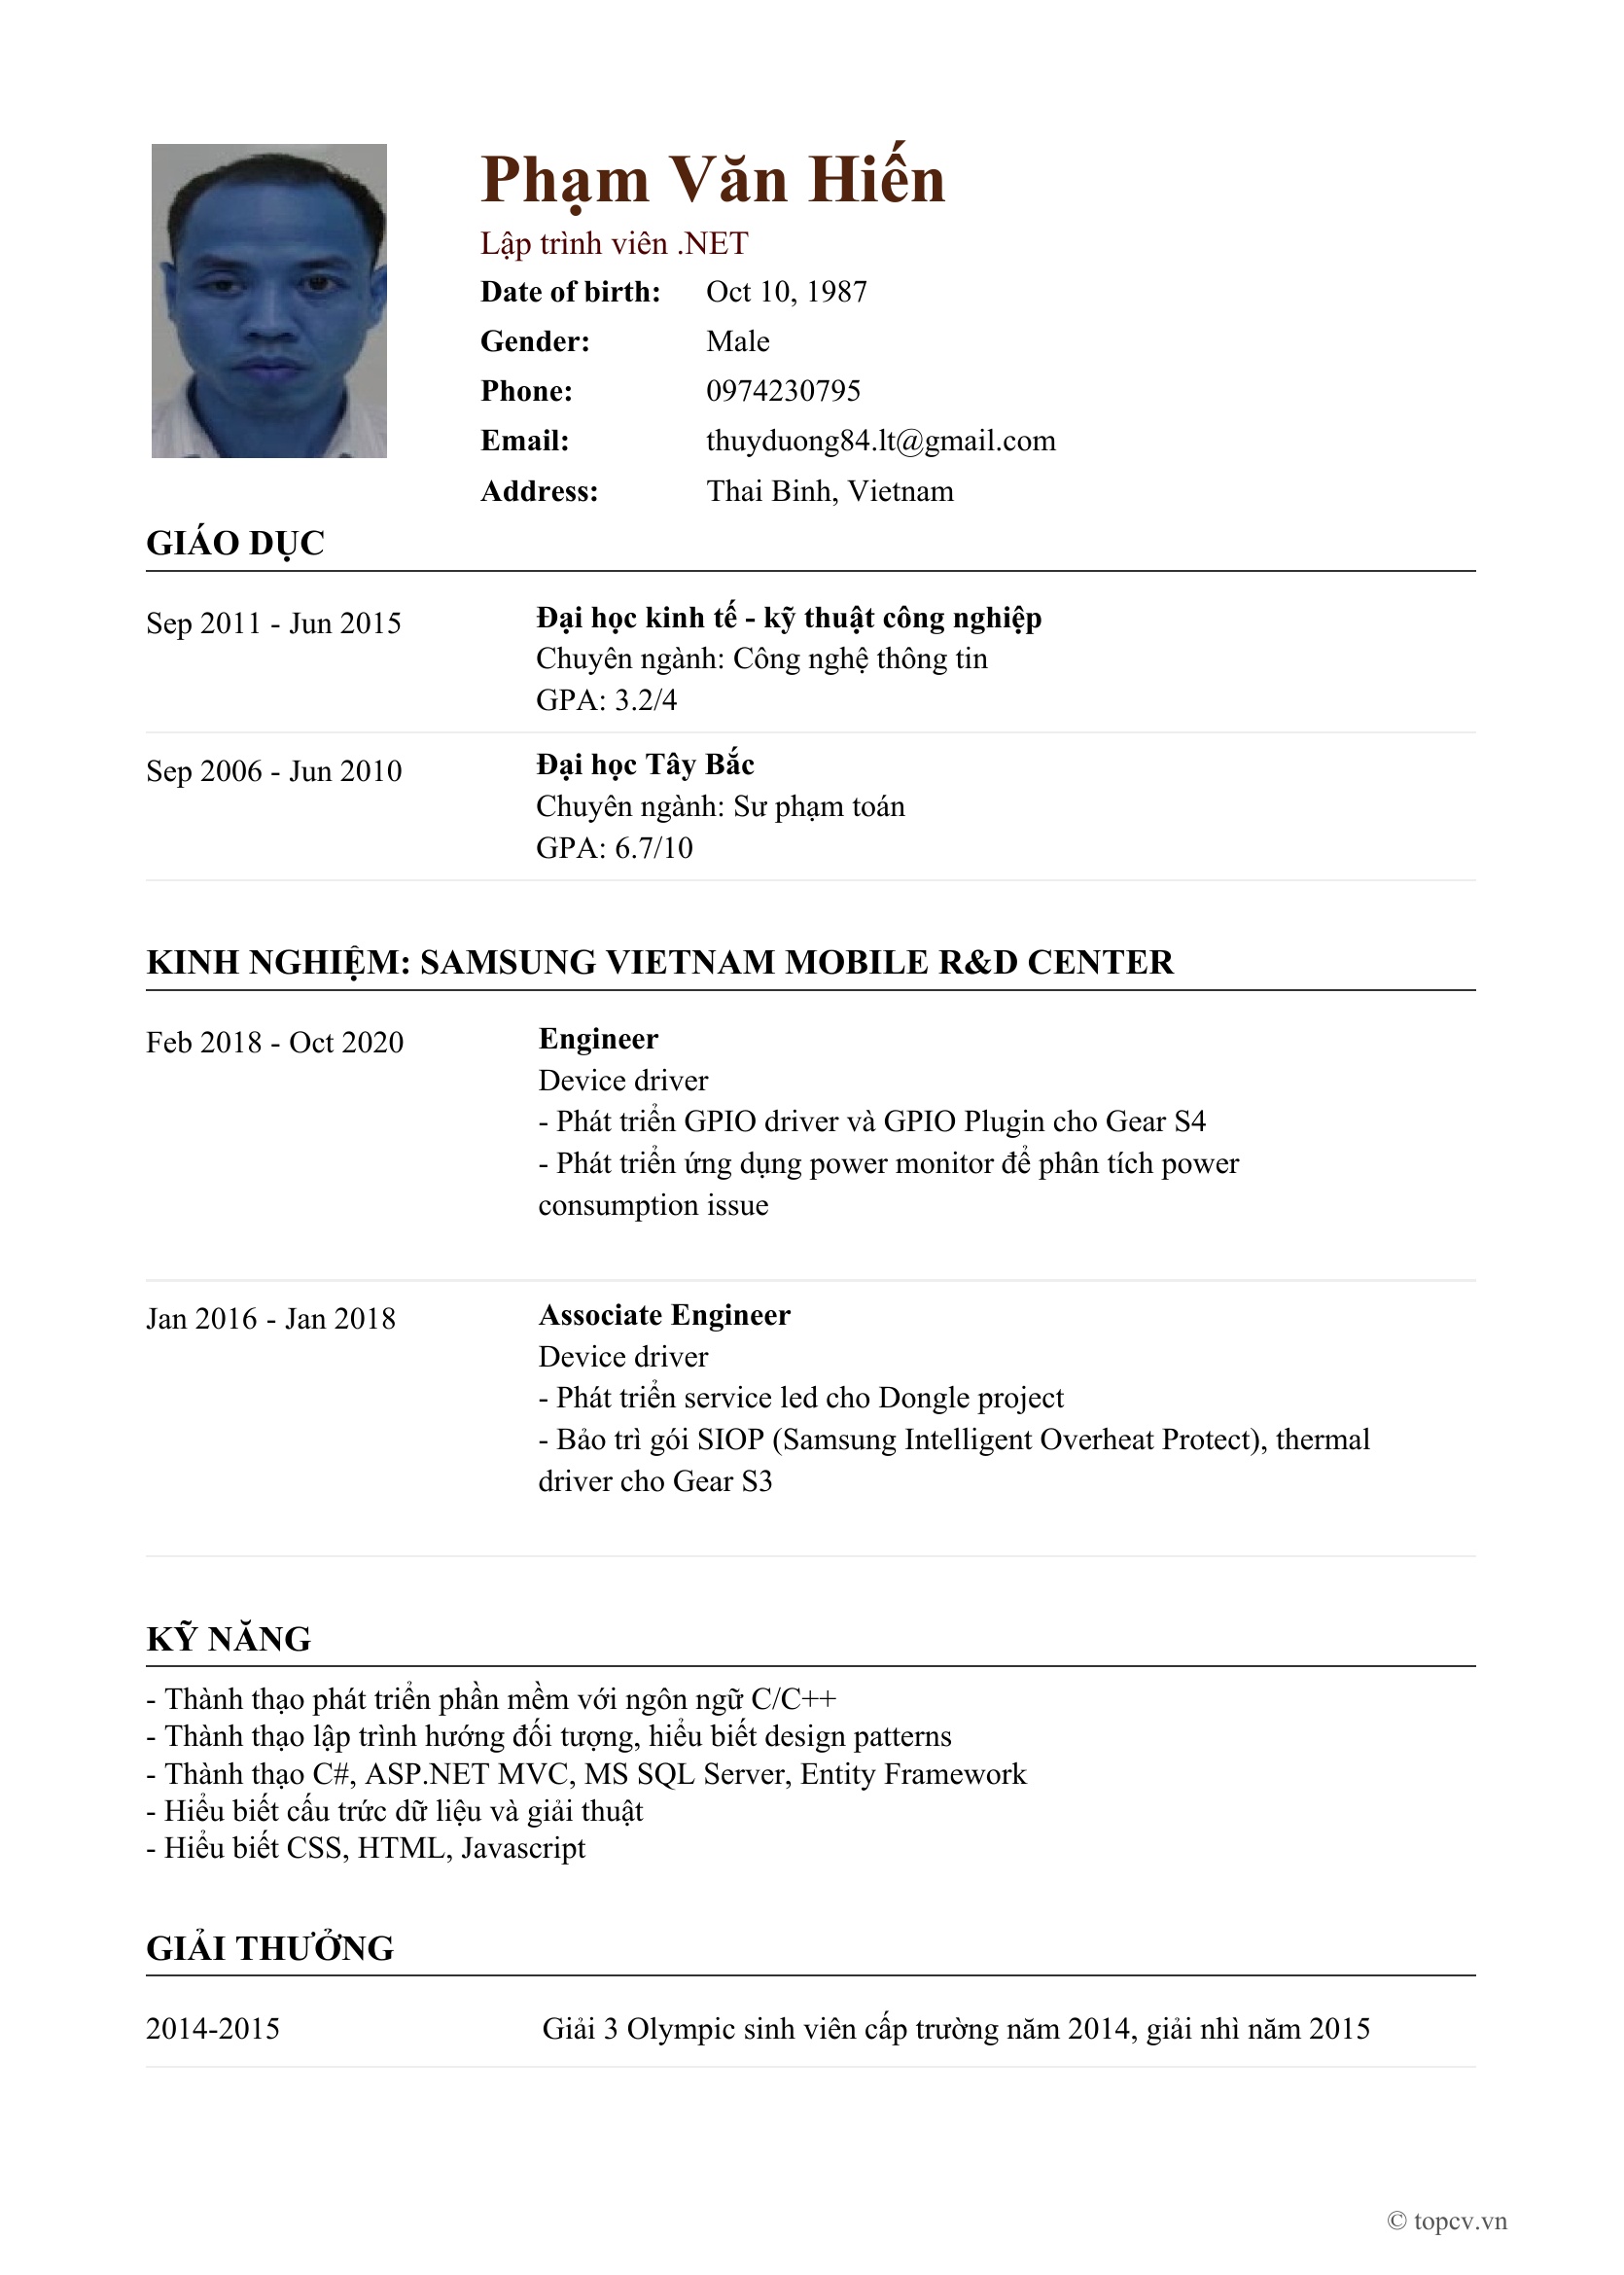 Phạm Văn Hiến
Lập trình viên .NET
Date of birth: Oct 10, 1987
Gender: Male
Phone: 0974230795
Email: thuyduong84.lt@gmail.com
Address: Thai Binh, Vietnam
GIÁO DỤC
Sep 2011 - Jun 2015 Đại học kinh tế - kỹ thuật công nghiệp
Chuyên ngành: Công nghệ thông tin
GPA: 3.2/4
Sep 2006 - Jun 2010 Đại học Tây Bắc
Chuyên ngành: Sư phạm toán
GPA: 6.7/10
KINH NGHIỆM: SAMSUNG VIETNAM MOBILE R&D CENTER
Feb 2018 - Oct 2020 Engineer
Device driver
- Phát triển GPIO driver và GPIO Plugin cho Gear S4
- Phát triển ứng dụng power monitor để phân tích power
consumption issue
Jan 2016 - Jan 2018 Associate Engineer
Device driver
- Phát triển service led cho Dongle project
- Bảo trì gói SIOP (Samsung Intelligent Overheat Protect), thermal
driver cho Gear S3
KỸ NĂNG
- Thành thạo phát triển phần mềm với ngôn ngữ C/C++
- Thành thạo lập trình hướng đối tượng, hiểu biết design patterns
- Thành thạo C#, ASP.NET MVC, MS SQL Server, Entity Framework
- Hiểu biết cấu trức dữ liệu và giải thuật
- Hiểu biết CSS, HTML, Javascript
GIẢI THƯỞNG
2014-2015 Giải 3 Olympic sinh viên cấp trường năm 2014, giải nhì năm 2015
© topcv.vn